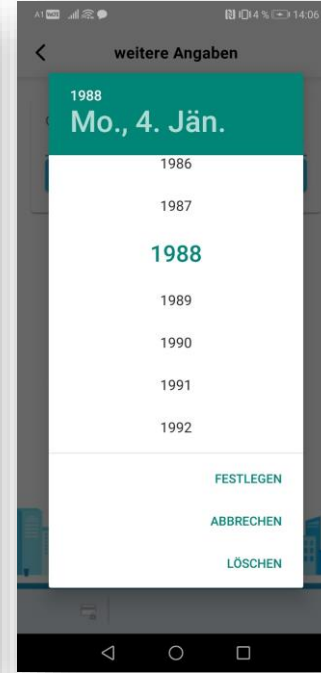 A1 4 % 14:06
weitere Angaben
1988
Mo., 4. Jän.
1986
1987
1988
1989
1990
1991
1992
FESTLEGEN
ABBRECHEN
LÖSCHEN